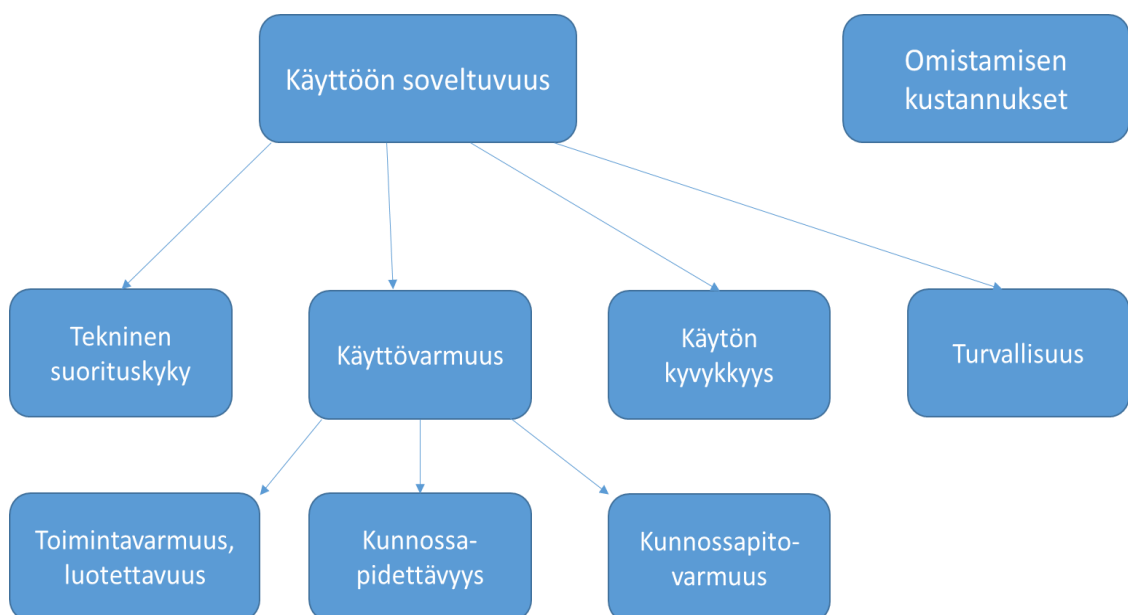 Käyttöön soveltuvuus
Omistamisen
kustannukset
Tekninen
suorituskyky
Käyttövarmuus
Käytön
kyvykkyys
Turvallisuus
Toimintavarmuus,
luotettavuus
Kunnossa-
pidettävyys
Kunnossapito-
varmuus